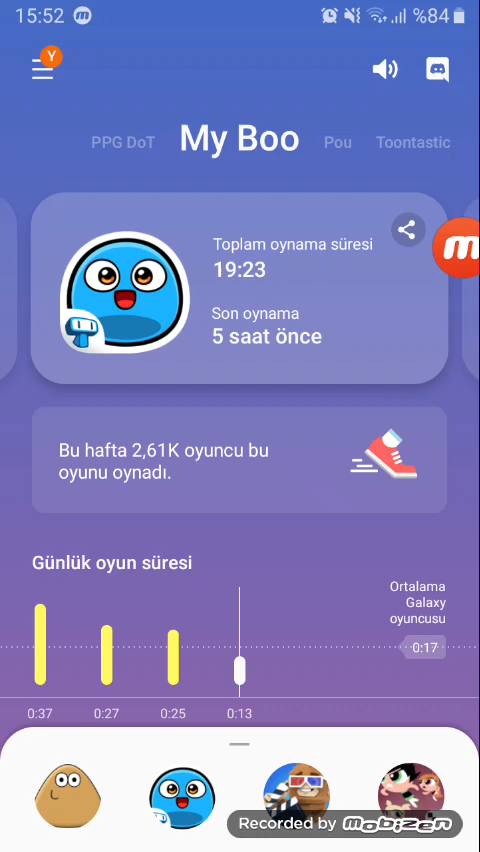 15:52
%84
Y
PPG DoT My Boo Pou Toontastic
Toplam oynama süresi
19:23
Son oynama
5 saat önce
Bu hafta 2,61K oyuncu bu
oyunu oynadı.
Günlük oyun süresi
Ortalama
Galaxy
oyuncusu
0:17
0:37 0:27 0:25 0:13
Recorded by Mobizen